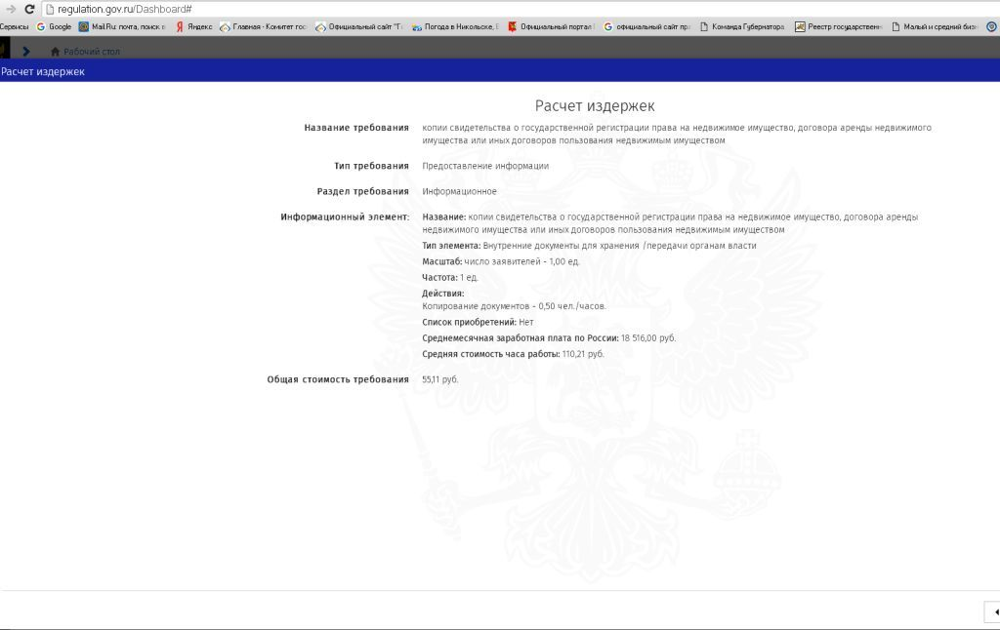 regulation.gov.ru/Dashboard#
Сервисы Google Mail.Ru: почта, поиск в Яндекс Главная - Комитет гос Официальный сайт "Г Погода в Никольске, Официальный портал официальный сайт пр Команда Губернатора Реестр государствен Малый и средний биз
Рабочий стол
Расчет издержек
Расчет издержек
Название требования копии свидетельства о государственной регистрации права на недвижимое имущество, договора аренды недвижимого
имущества или иных договоров пользования недвижимым имуществом
Тип требования Предоставление информации
Раздел требования Информационное
Информационный элемент: Название: копии свидетельства о государственной регистрации права на недвижимое имущество, договора аренды
недвижимого имущества или иных договоров пользования недвижимым имуществом
Тип элемента: Внутренние документы для хранения /передачи органам власти
Масштаб: число заявителей - 1,00 ед.
Частота: 1 ед.
Действия:
Копирование документов - 0,50 чел./часов.
Список приобретений: Нет
Среднемесячная заработная плата по России: 18 516,00 руб.
Средняя стоимость часа работы: 110,21 руб.
Общая стоимость требования 55,11 руб.